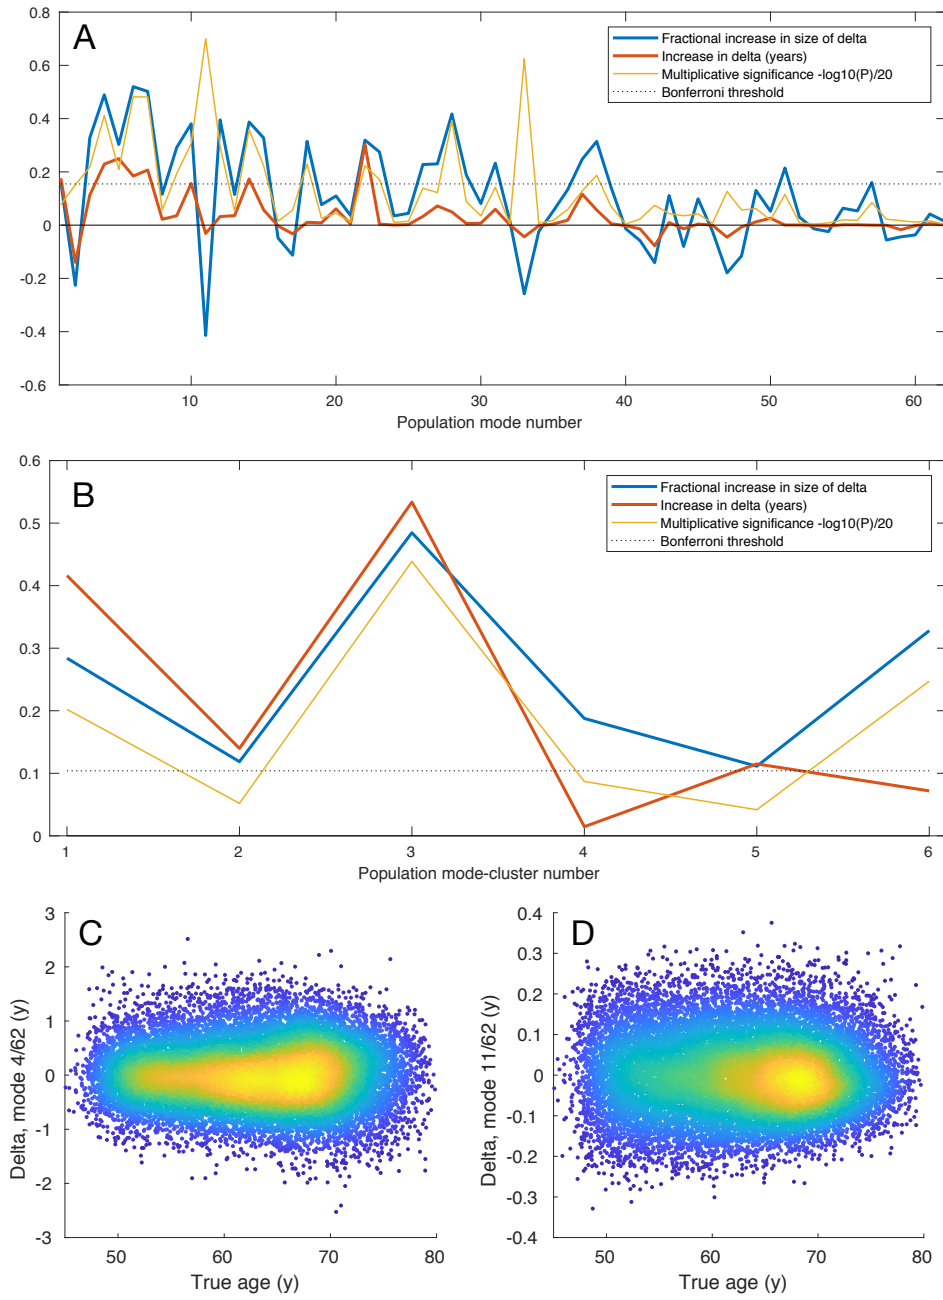 A
0.8
0.6
0.4
0.2
0
-0.2
-0.4
-0.6
Fractional increase in size of delta
Increase in delta (years)
Multiplicative significance -log10(P)/20
Bonferroni threshold
10 20 30 40 50 60
Population mode number
B
0.6
0.5
0.4
0.3
0.2
0.1
0
Fractional increase in size of delta
Increase in delta (years)
Multiplicative significance -log10(P)/20
Bonferroni threshold
1 2 3 4 5 6
Population mode-cluster number
C
Delta, mode 4/62 (y)
3
2
1
0
-1
-2
-3
50 60 70 80
True age (y)
D
Delta, mode 11/62 (y)
0.4
0.3
0.2
0.1
0
-0.1
-0.2
-0.3
-0.4
50 60 70 80
True age (y)